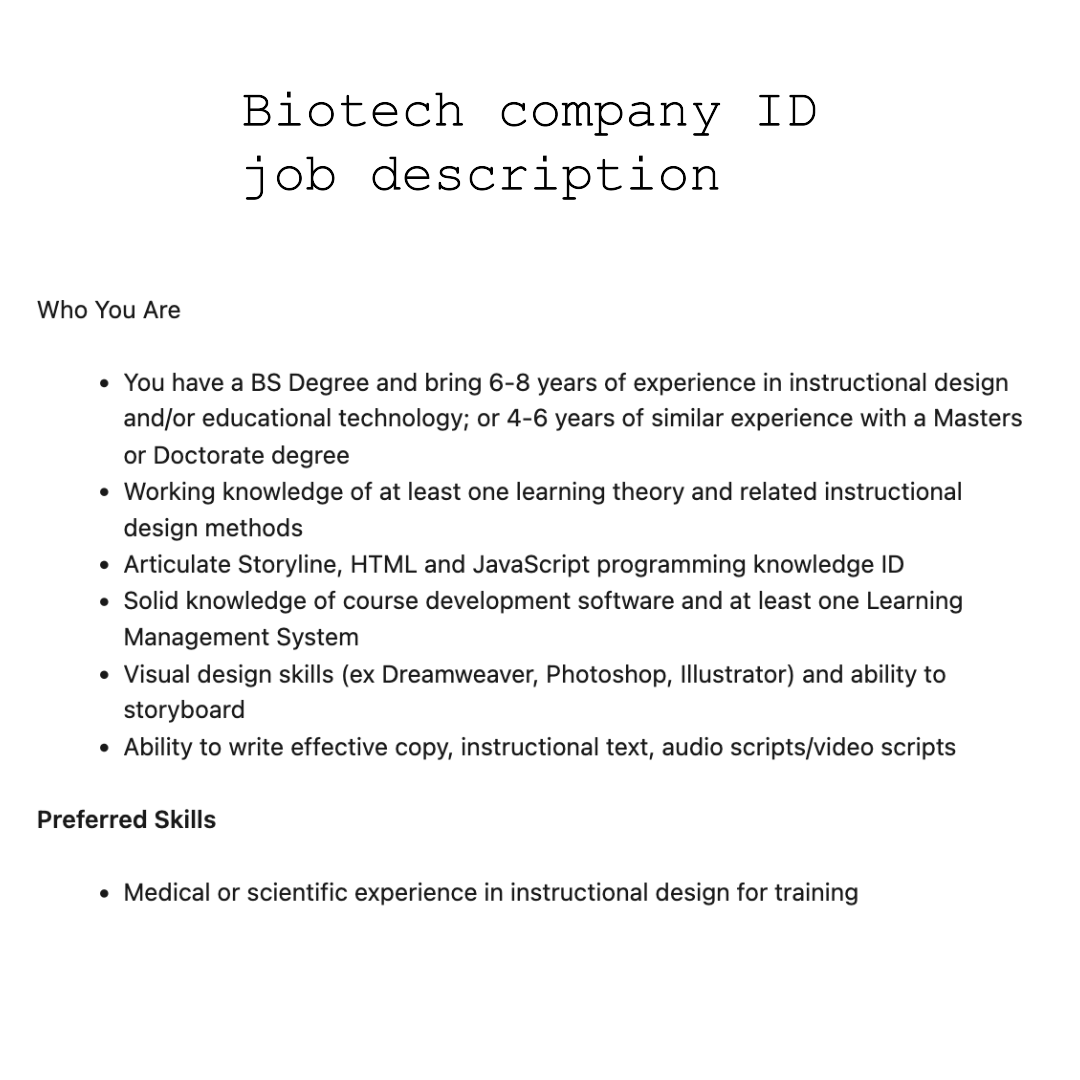 Biotech company ID
job description
Who You Are
• You have a BS Degree and bring 6-8 years of experience in instructional design
and/or educational technology; or 4-6 years of similar experience with a Masters
or Doctorate degree
• Working knowledge of at least one learning theory and related instructional
design methods
• Articulate Storyline, HTML and JavaScript programming knowledge ID
• Solid knowledge of course development software and at least one Learning
Management System
• Visual design skills (ex Dreamweaver, Photoshop, Illustrator) and ability to
storyboard
• Ability to write effective copy, instructional text, audio scripts/video scripts
Preferred Skills
• Medical or scientific experience in instructional design for training